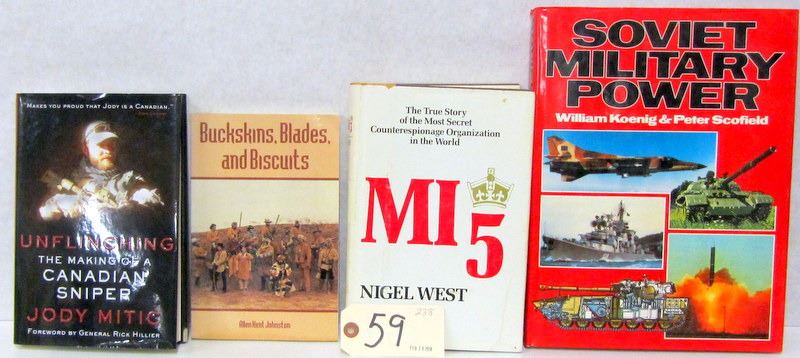 "MAKES YOU PROUD THAT JODY IS A CANADIAN."
UNFLINCHING
THE MAKING OF A
CANADIAN
SNIPER
JODY MITIC
FOREWORD BY GENERAL RICK HILLIER
Buckskins, Blades,
and Biscuits
Allen Kent Johnston
The True Story
of the Most Secret
Counterespionage Organization
in the World
MI
5
NIGEL WEST
238
59
SOVIET
MILITARY
POWER
William Koenig & Peter Scofield